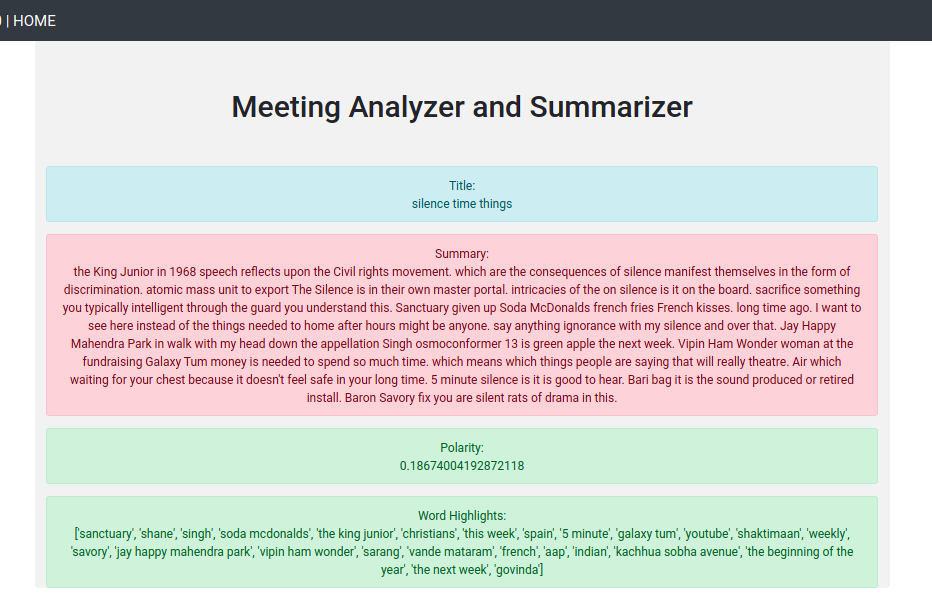 | HOME
Meeting Analyzer and Summarizer
Title:
silence time things
Summary:
the King Junior in 1968 speech reflects upon the Civil rights movement. which are the consequences of silence manifest themselves in the form of
discrimination. atomic mass unit to export The Silence is in their own master portal. intricacies of the on silence is it on the board. sacrifice something
you typically intelligent through the guard you understand this. Sanctuary given up Soda McDonalds french fries French kisses. long time ago. I want to
see here instead of the things needed to home after hours might be anyone. say anything ignorance with my silence and over that. Jay Happy
Mahendra Park in walk with my head down the appellation Singh osmoconformer 13 is green apple the next week. Vipin Ham Wonder woman at the
fundraising Galaxy Tum money is needed to spend so much time. which means which things people are saying that will really theatre. Air which
waiting for your chest because it doesn't feel safe in your long time. 5 minute silence is it is good to hear. Bari bag it is the sound produced or retired
install. Baron Savory fix you are silent rats of drama in this.
Polarity:
0.18674004192872118
Word Highlights:
['sanctuary', 'shane', 'singh', 'soda mcdonalds', 'the king junior', 'christians', 'this week', 'spain', '5 minute', 'galaxy tum', 'youtube', 'shaktimaan', 'weekly',
'savory', 'jay happy mahendra park', 'vipin ham wonder', 'sarang', 'vande mataram', 'french', 'aap', 'indian', 'kachhua sobha avenue', 'the beginning of the
year', 'the next week', 'govinda']